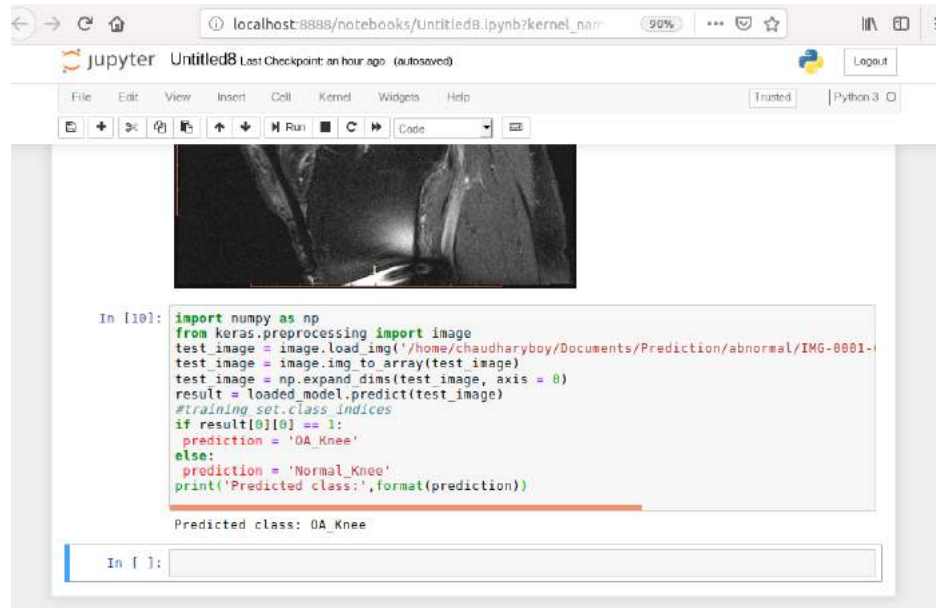 localhost:8888/notebooks/Untitled8.ipynb?kernel_nam 90%
jupyter Untitled8 Last Checkpoint: an hour ago (autosaved) Logout
File Edit View Insert Cell Kernel Widgets Help Trusted Python 3
Run Code
In [10]: import numpy as np
from keras.preprocessing import image
test_image = image.load_img('/home/chaudharyboy/Documents/Prediction/abnormal/IMG-0001-
test_image = image.img_to_array(test_image)
test_image = np.expand_dims(test_image, axis = 0)
result = loaded_model.predict(test_image)
#training_set.class_indices
if result[0][0] == 1:
prediction = 'OA_Knee'
else:
prediction = 'Normal_Knee'
print('Predicted class:',format(prediction))
Predicted class: OA_Knee
In [ ]: